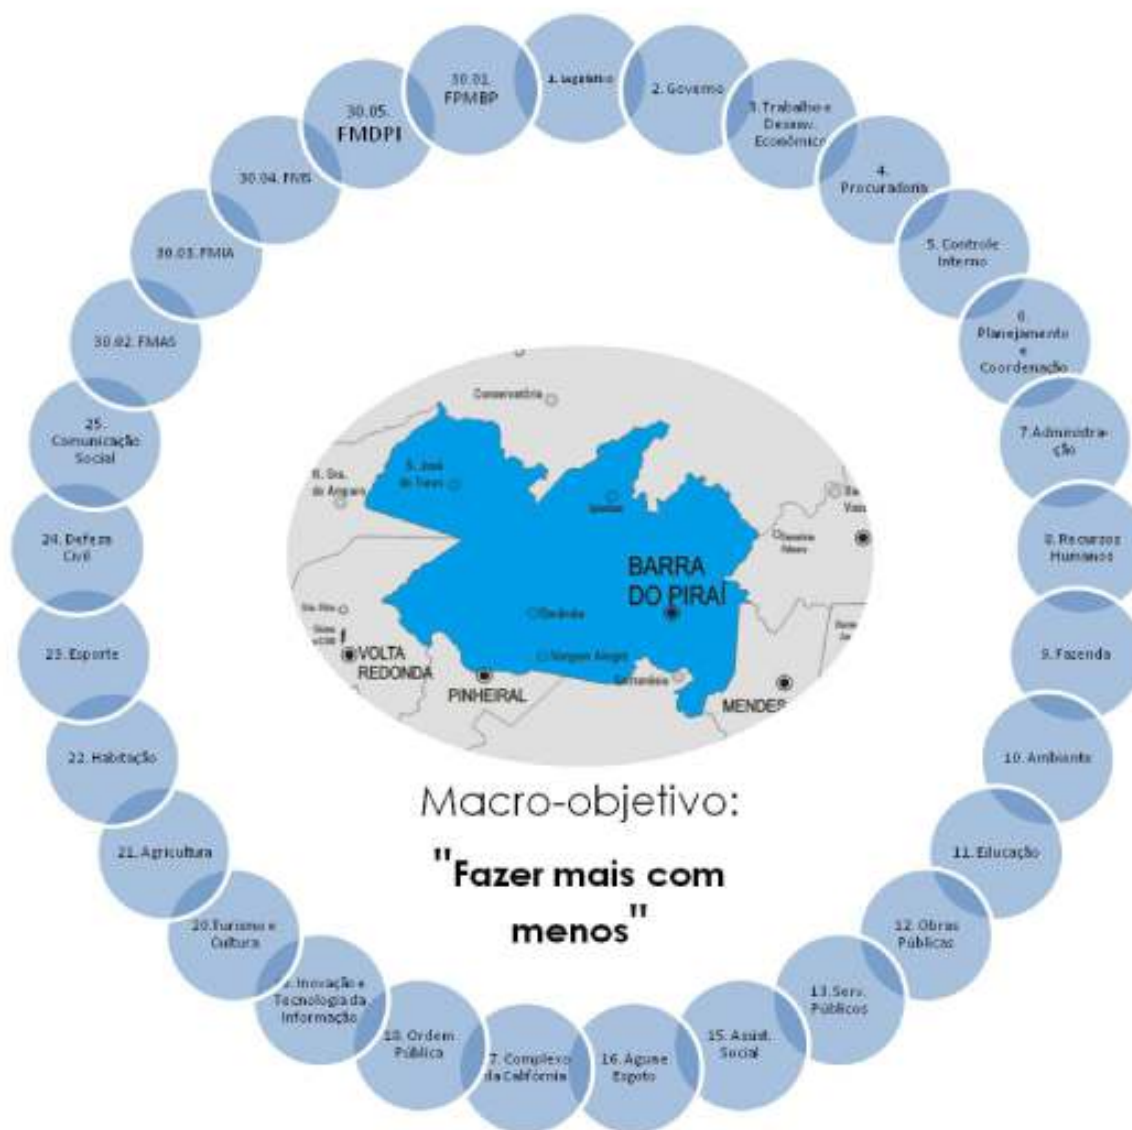 1. Legislativo
2. Governo
3. Trabalho e
Desenv.
Econômico
4.
Procuradoria
5. Controle
Interno
6.
Planejamento
e
Coordenação
7. Administra-
ção
8. Recursos
Humanos
9. Fazenda
10. Ambiente
11. Educação
12. Obras
Públicas
13. Serv.
Públicos
15. Assist.
Social
16. Agua e
Esgoto
7. Complexo
da Califórnia
18. Ordem
Pública
. Inovação e
Tecnologia da
Informação
20. Turismo e
Cultura
21. Agricultura
22. Habitação
23. Esporte
24. Defesa
Civil
25.
Comunicação
Social
30.02. FMAS
30.03. FMIA
30.04. FMS
30.05.
FMDPI
30.01.
FPMBP
Conservatória
S. José
do Turvo
N. Sra.
do Amparo
Ipiabas
BARRA
DO PIRAÍ
Dorândia
Vargem Alegre
VOLTA
REDONDA
PINHEIRAL
MENDES
Macro-objetivo:
"Fazer mais com
menos"